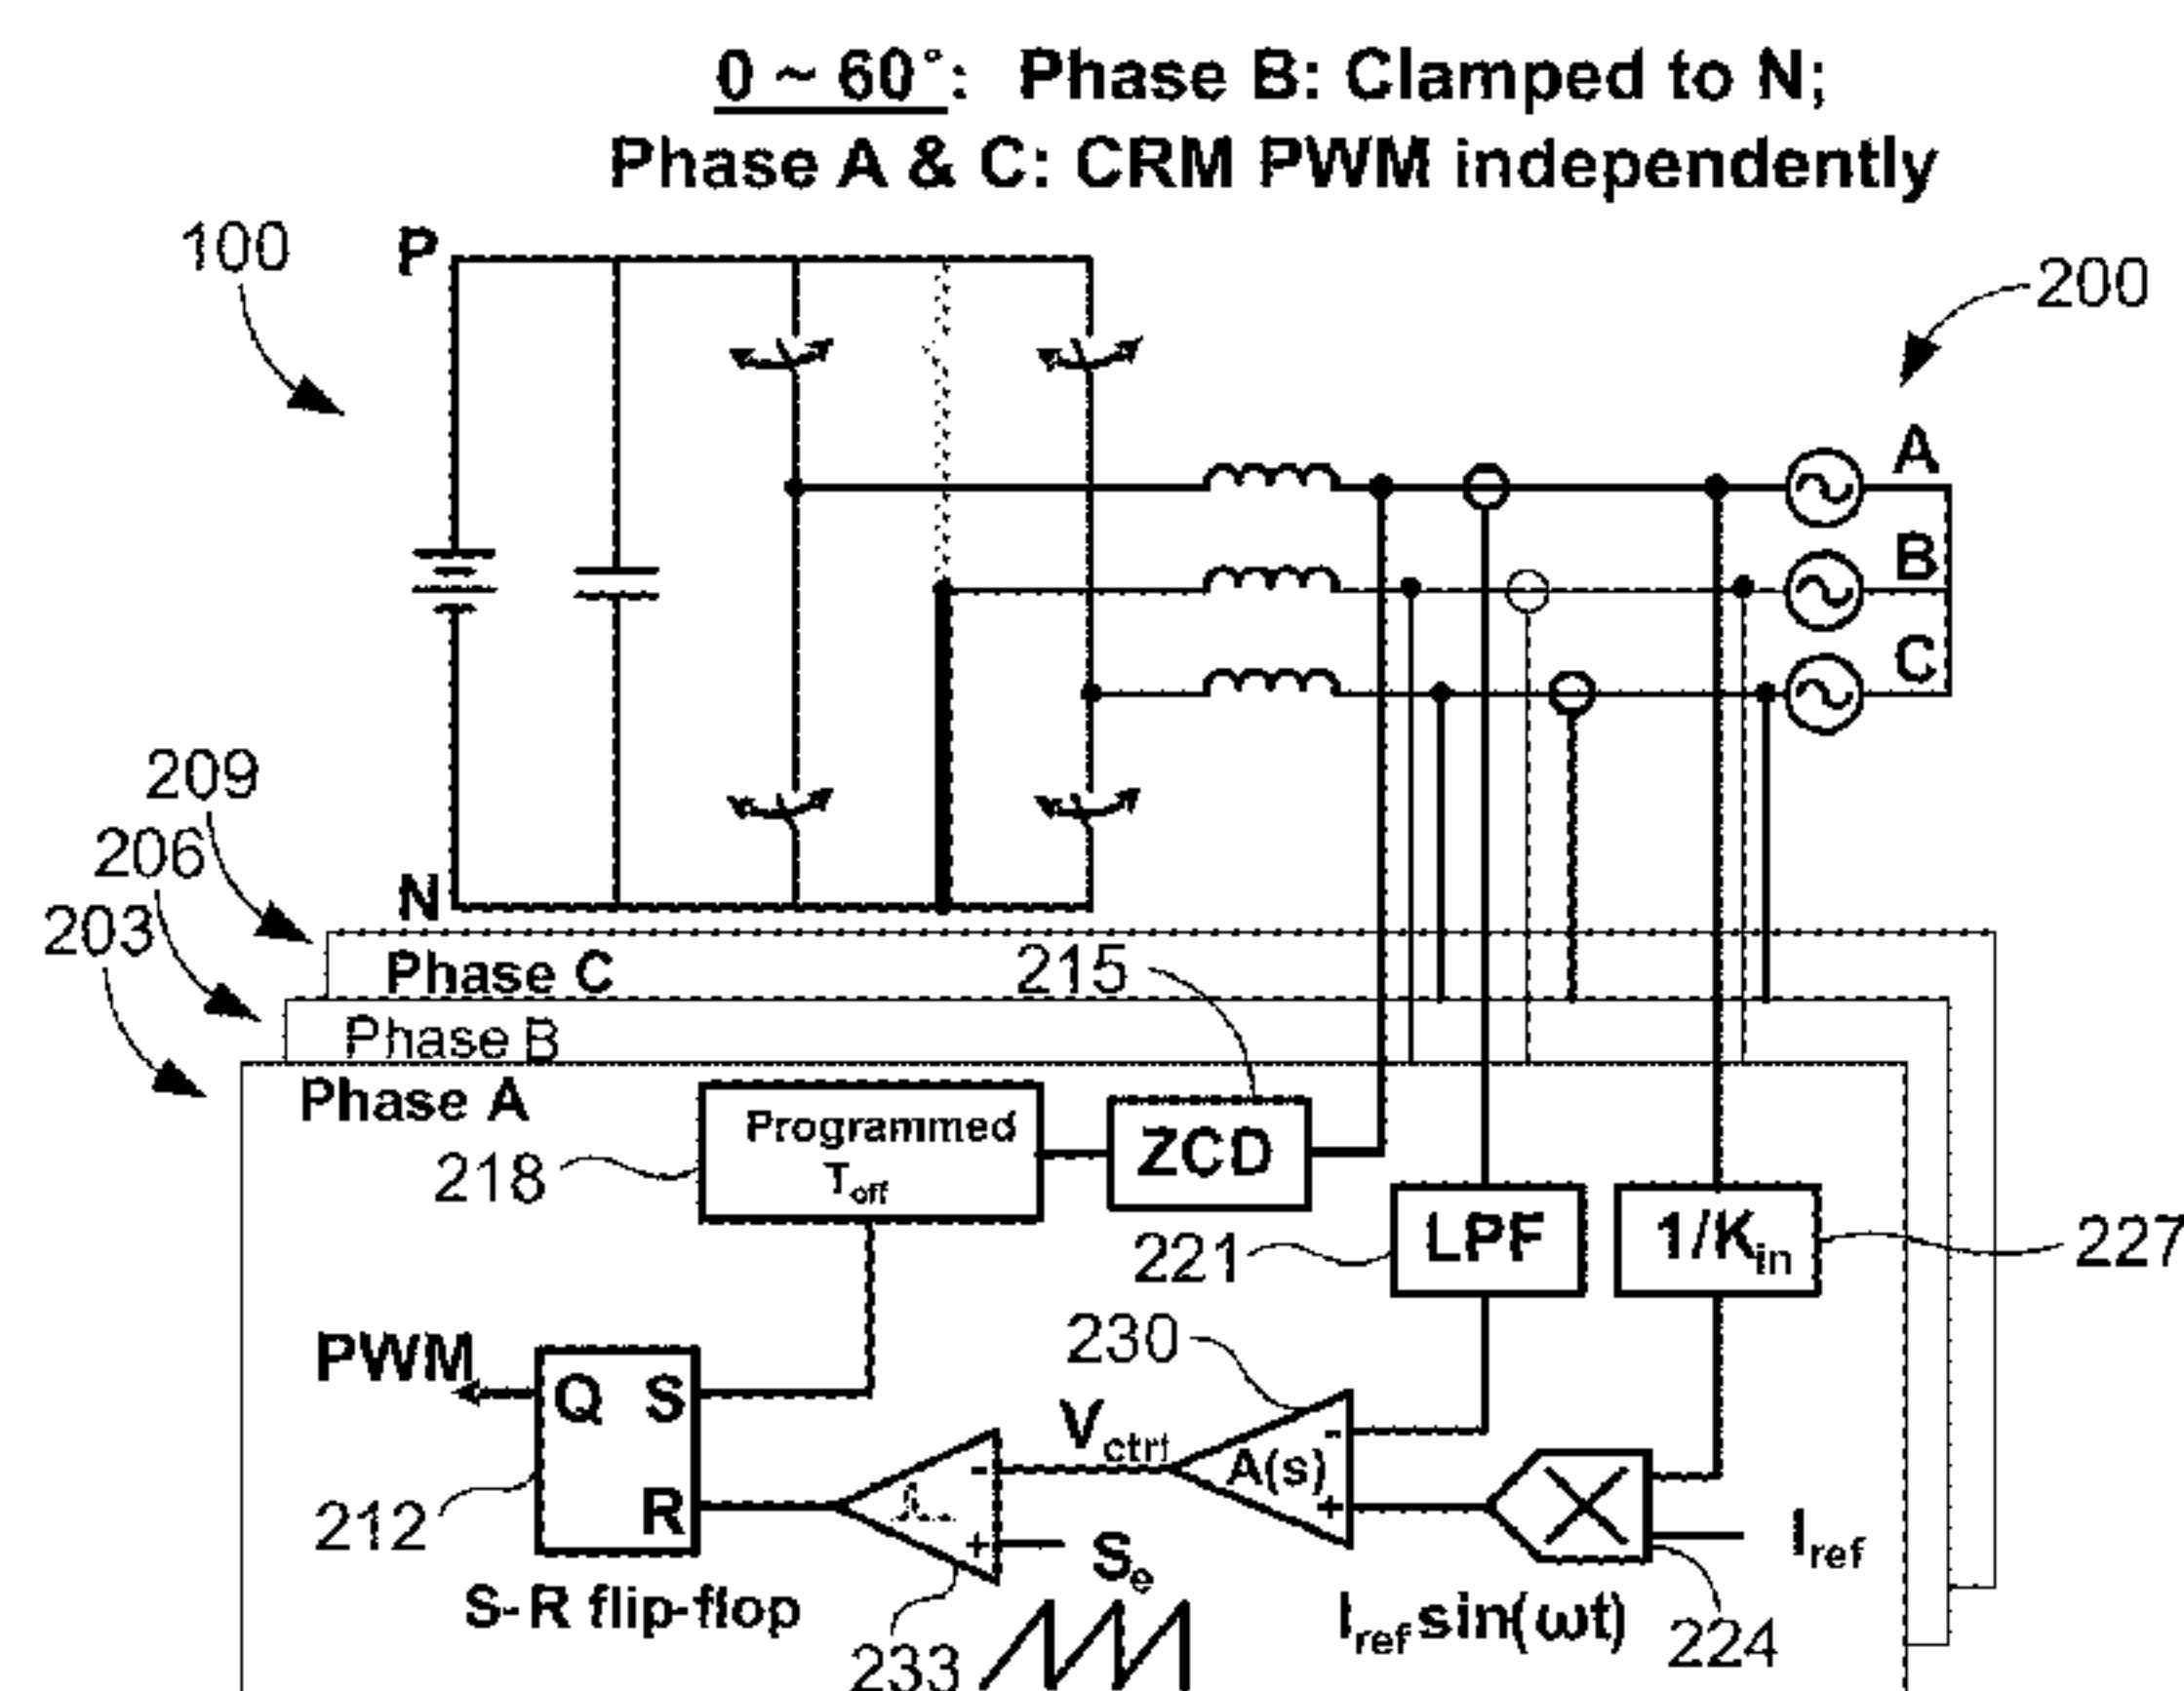 0 ~ 60°: Phase B: Clamped to N;
Phase A & C: CRM PWM independently
100
P
200
A
B
C
209
206
203
N
Phase C
215
Phase B
Phase A
Programmed
Toff
ZCD
218
LPF
1/Kin
221
227
230
PWM
Q S
Vctrl
-
A(s)
-
+
R
212
+
Se
Iref
S-R flip-flop
Iref sin(ωt)
224
233